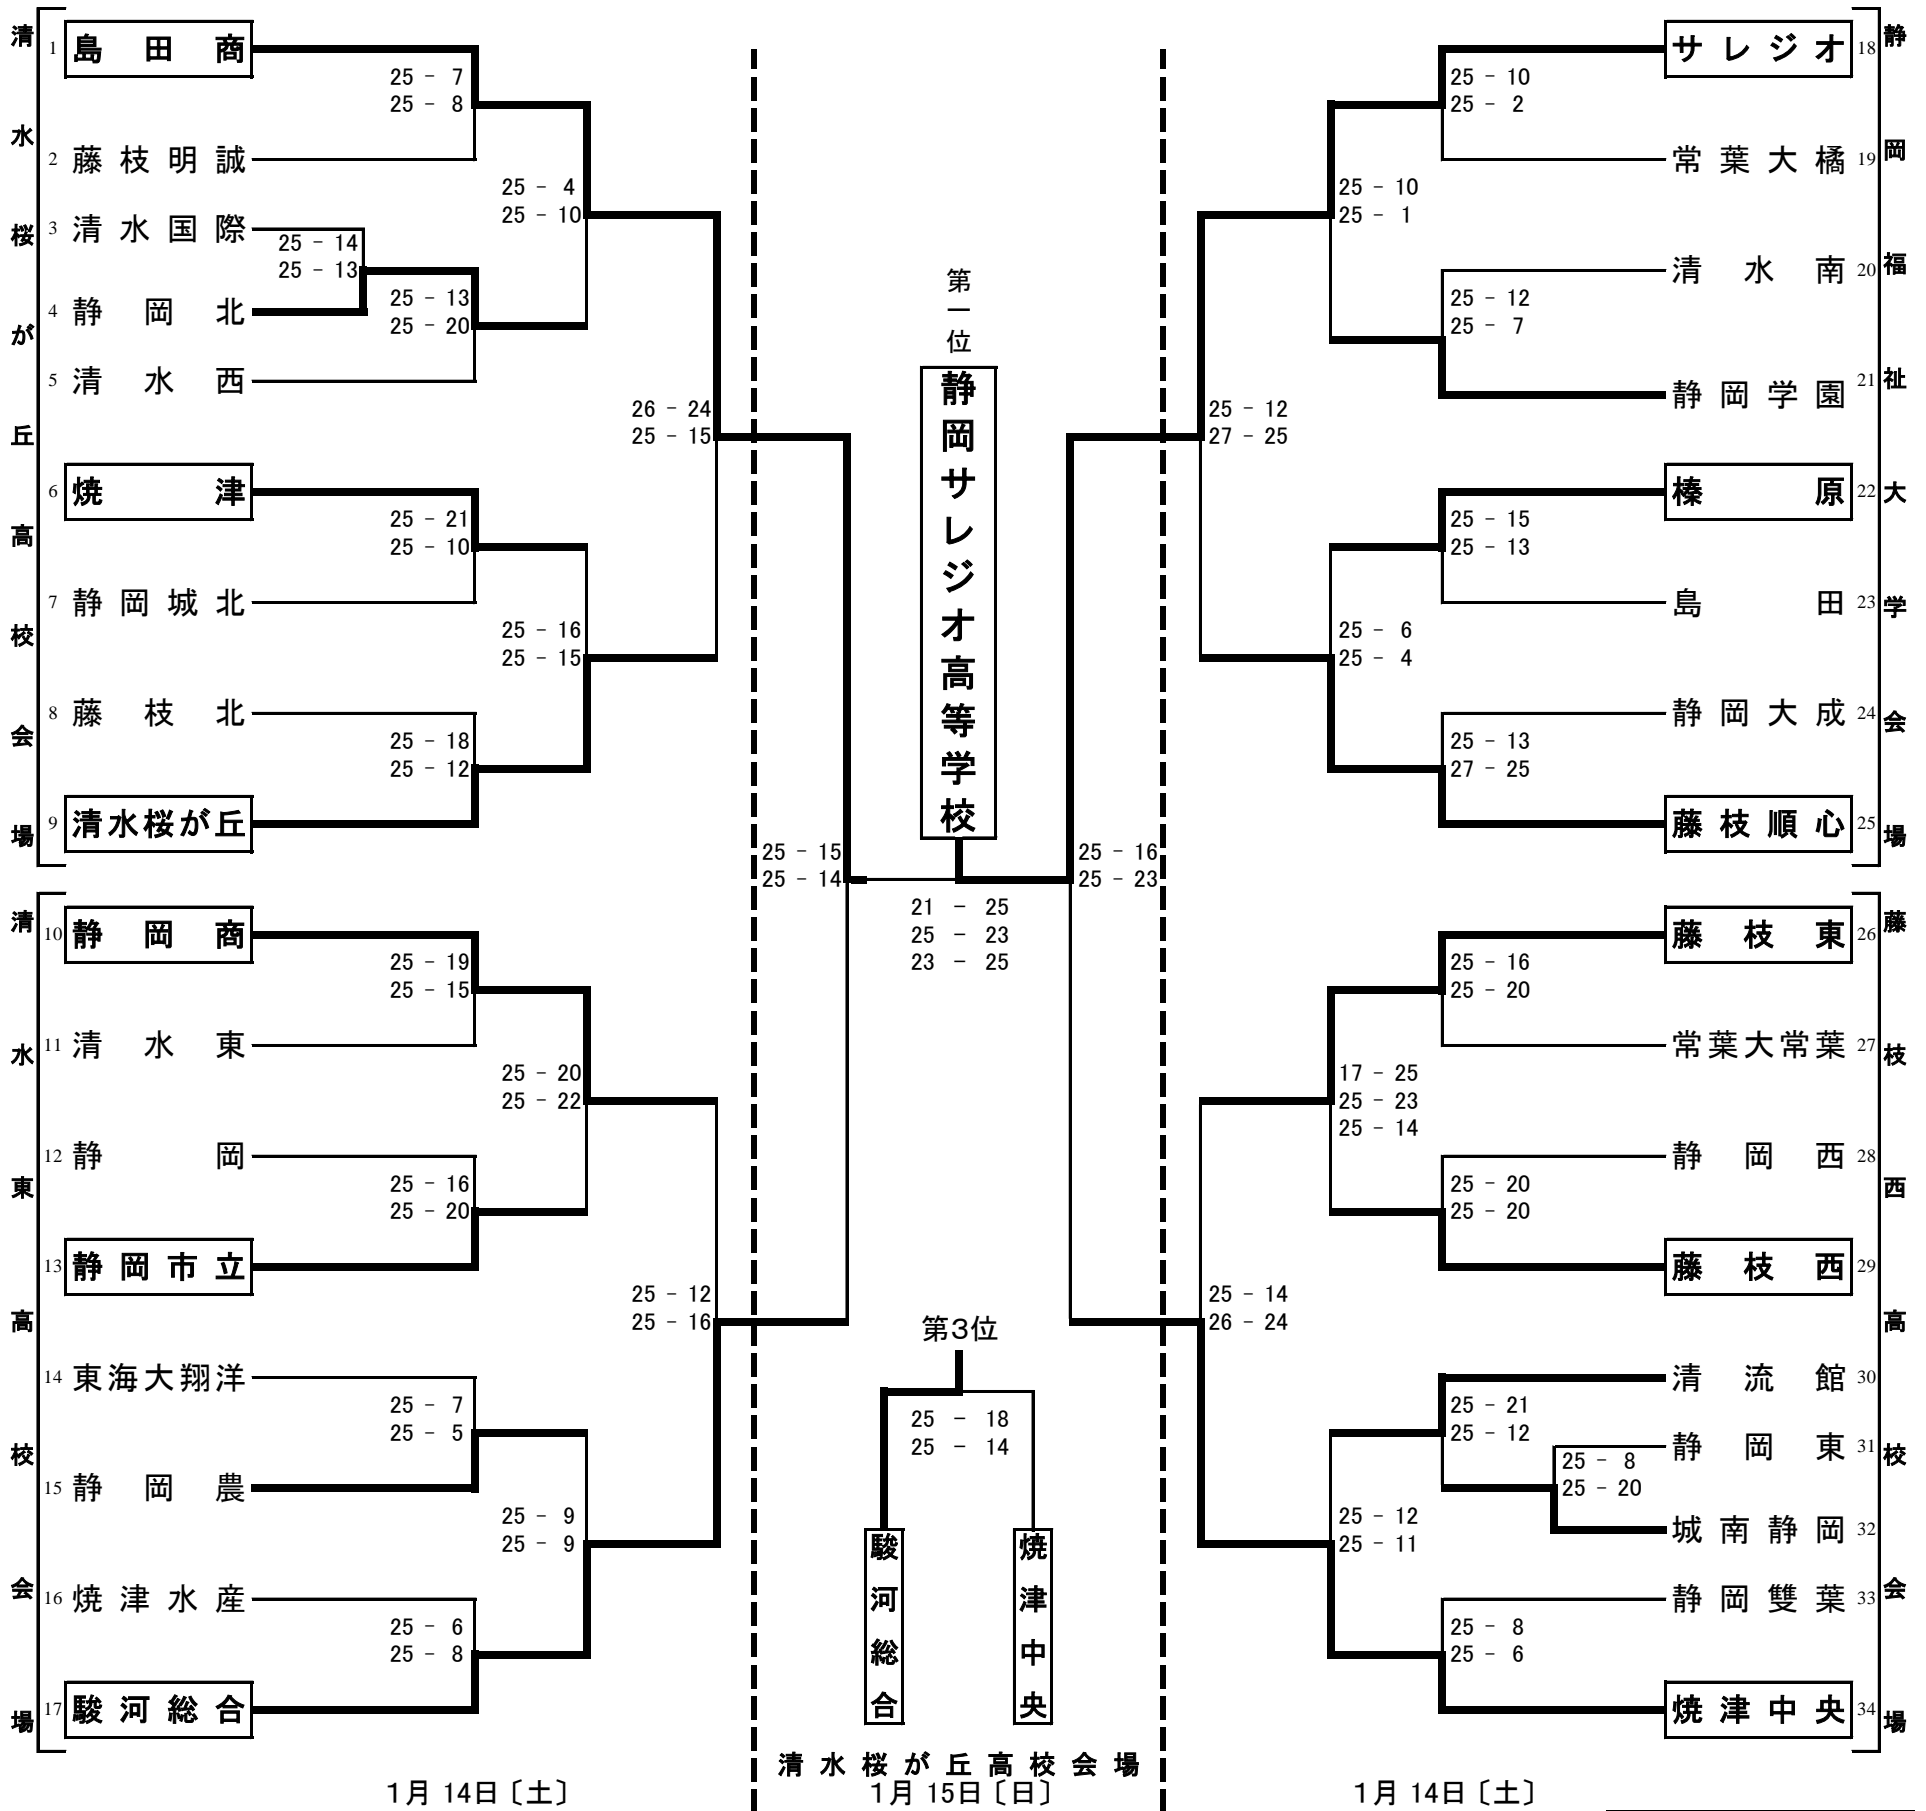 清水桜が丘高校会場
1 島田商
25 - 7
25 - 8
2 藤枝明誠
25 - 4
25 - 10
3 清水国際
25 - 14
25 - 13
4 静岡北
25 - 13
25 - 20
5 清水西
26 - 24
25 - 15
6 焼津
25 - 21
25 - 10
7 静岡城北
25 - 16
25 - 15
8 藤枝北
25 - 18
25 - 12
9 清水桜が丘
25 - 15
25 - 14
清水東高校会場
10 静岡商
25 - 19
25 - 15
11 清水東
25 - 20
25 - 22
12 静岡
25 - 16
25 - 20
13 静岡市立
25 - 12
25 - 16
14 東海大翔洋
25 - 7
25 - 5
15 静岡農
25 - 9
25 - 9
16 焼津水産
25 - 6
25 - 8
17 駿河総合
1月 14日〔土〕
第一位
静岡サレジオ高等学校
21 - 25
25 - 23
23 - 25
第3位
25 - 18
25 - 14
駿河総合
焼津中央
清水桜が丘高校会場
1月 15日〔日〕
静岡福祉大学会場
サレジオ 18
25 - 10
25 - 2
常葉大橘 19
25 - 10
25 - 1
清水南 20
25 - 12
25 - 7
静岡学園 21
25 - 12
27 - 25
榛原 22
25 - 15
25 - 13
島田 23
25 - 6
25 - 4
静岡大成 24
25 - 13
27 - 25
藤枝順心 25
25 - 16
25 - 23
藤枝西高校会場
藤枝東 26
25 - 16
25 - 20
常葉大常葉 27
17 - 25
25 - 23
25 - 14
静岡西 28
25 - 20
25 - 20
藤枝西 29
25 - 14
26 - 24
清流館 30
25 - 21
25 - 12
静岡東 31
25 - 8
25 - 20
城南静岡 32
25 - 12
25 - 11
静岡雙葉 33
25 - 8
25 - 6
焼津中央 34
1月 14日〔土〕